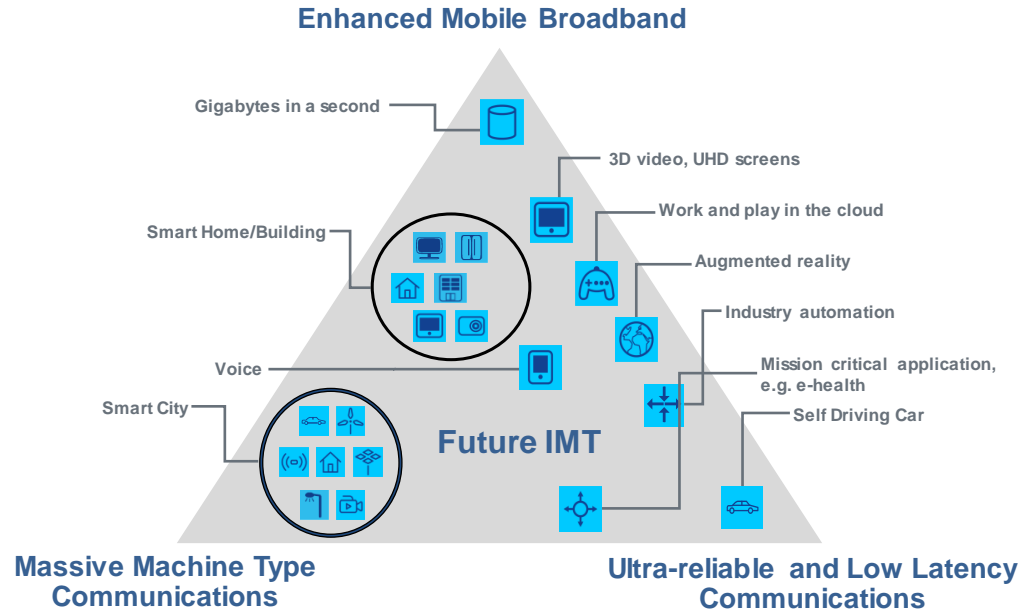 Enhanced Mobile Broadband
Gigabytes in a second
3D video, UHD screens
Work and play in the cloud
Smart Home/Building
Augmented reality
Industry automation
Mission critical application,
e.g. e-health
Voice
Smart City
Self Driving Car
Future IMT
Massive Machine Type
Communications
Ultra-reliable and Low Latency
Communications